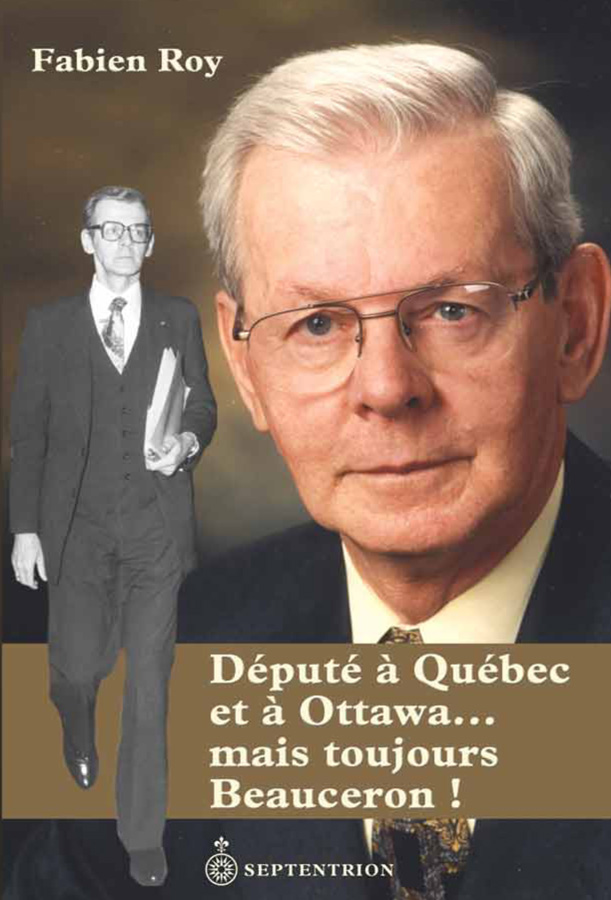 Fabien Roy
Député à Québec
et à Ottawa...
mais toujours
Beauceron !
SEPTENTRION